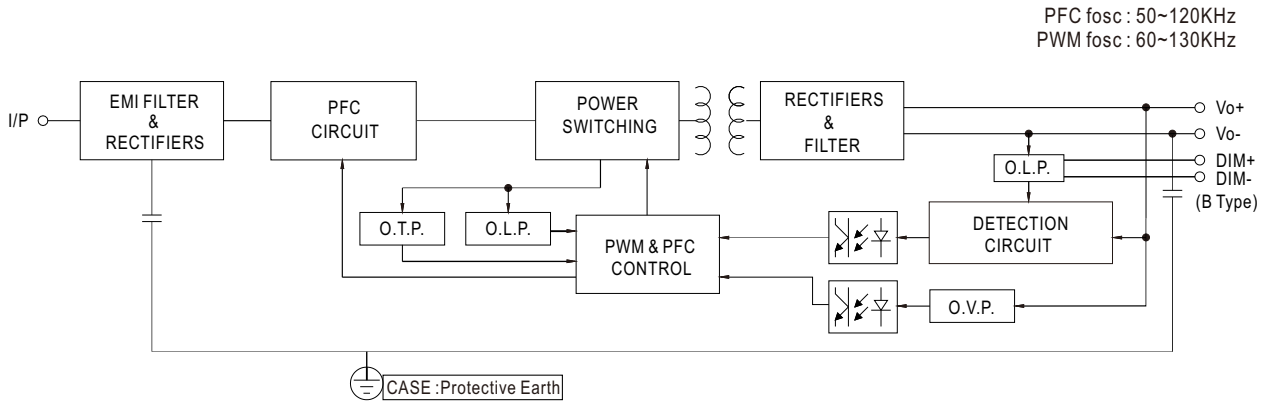 PFC fosc : 50~120KHz
PWM fosc : 60~130KHz
I/P
EMI FILTER
&
RECTIFIERS
PFC
CIRCUIT
POWER
SWITCHING
RECTIFIERS
&
FILTER
Vo+
Vo-
DIM+
DIM-
(B Type)
O.L.P.
O.T.P.
O.L.P.
PWM & PFC
CONTROL
DETECTION
CIRCUIT
O.V.P.
CASE :Protective Earth